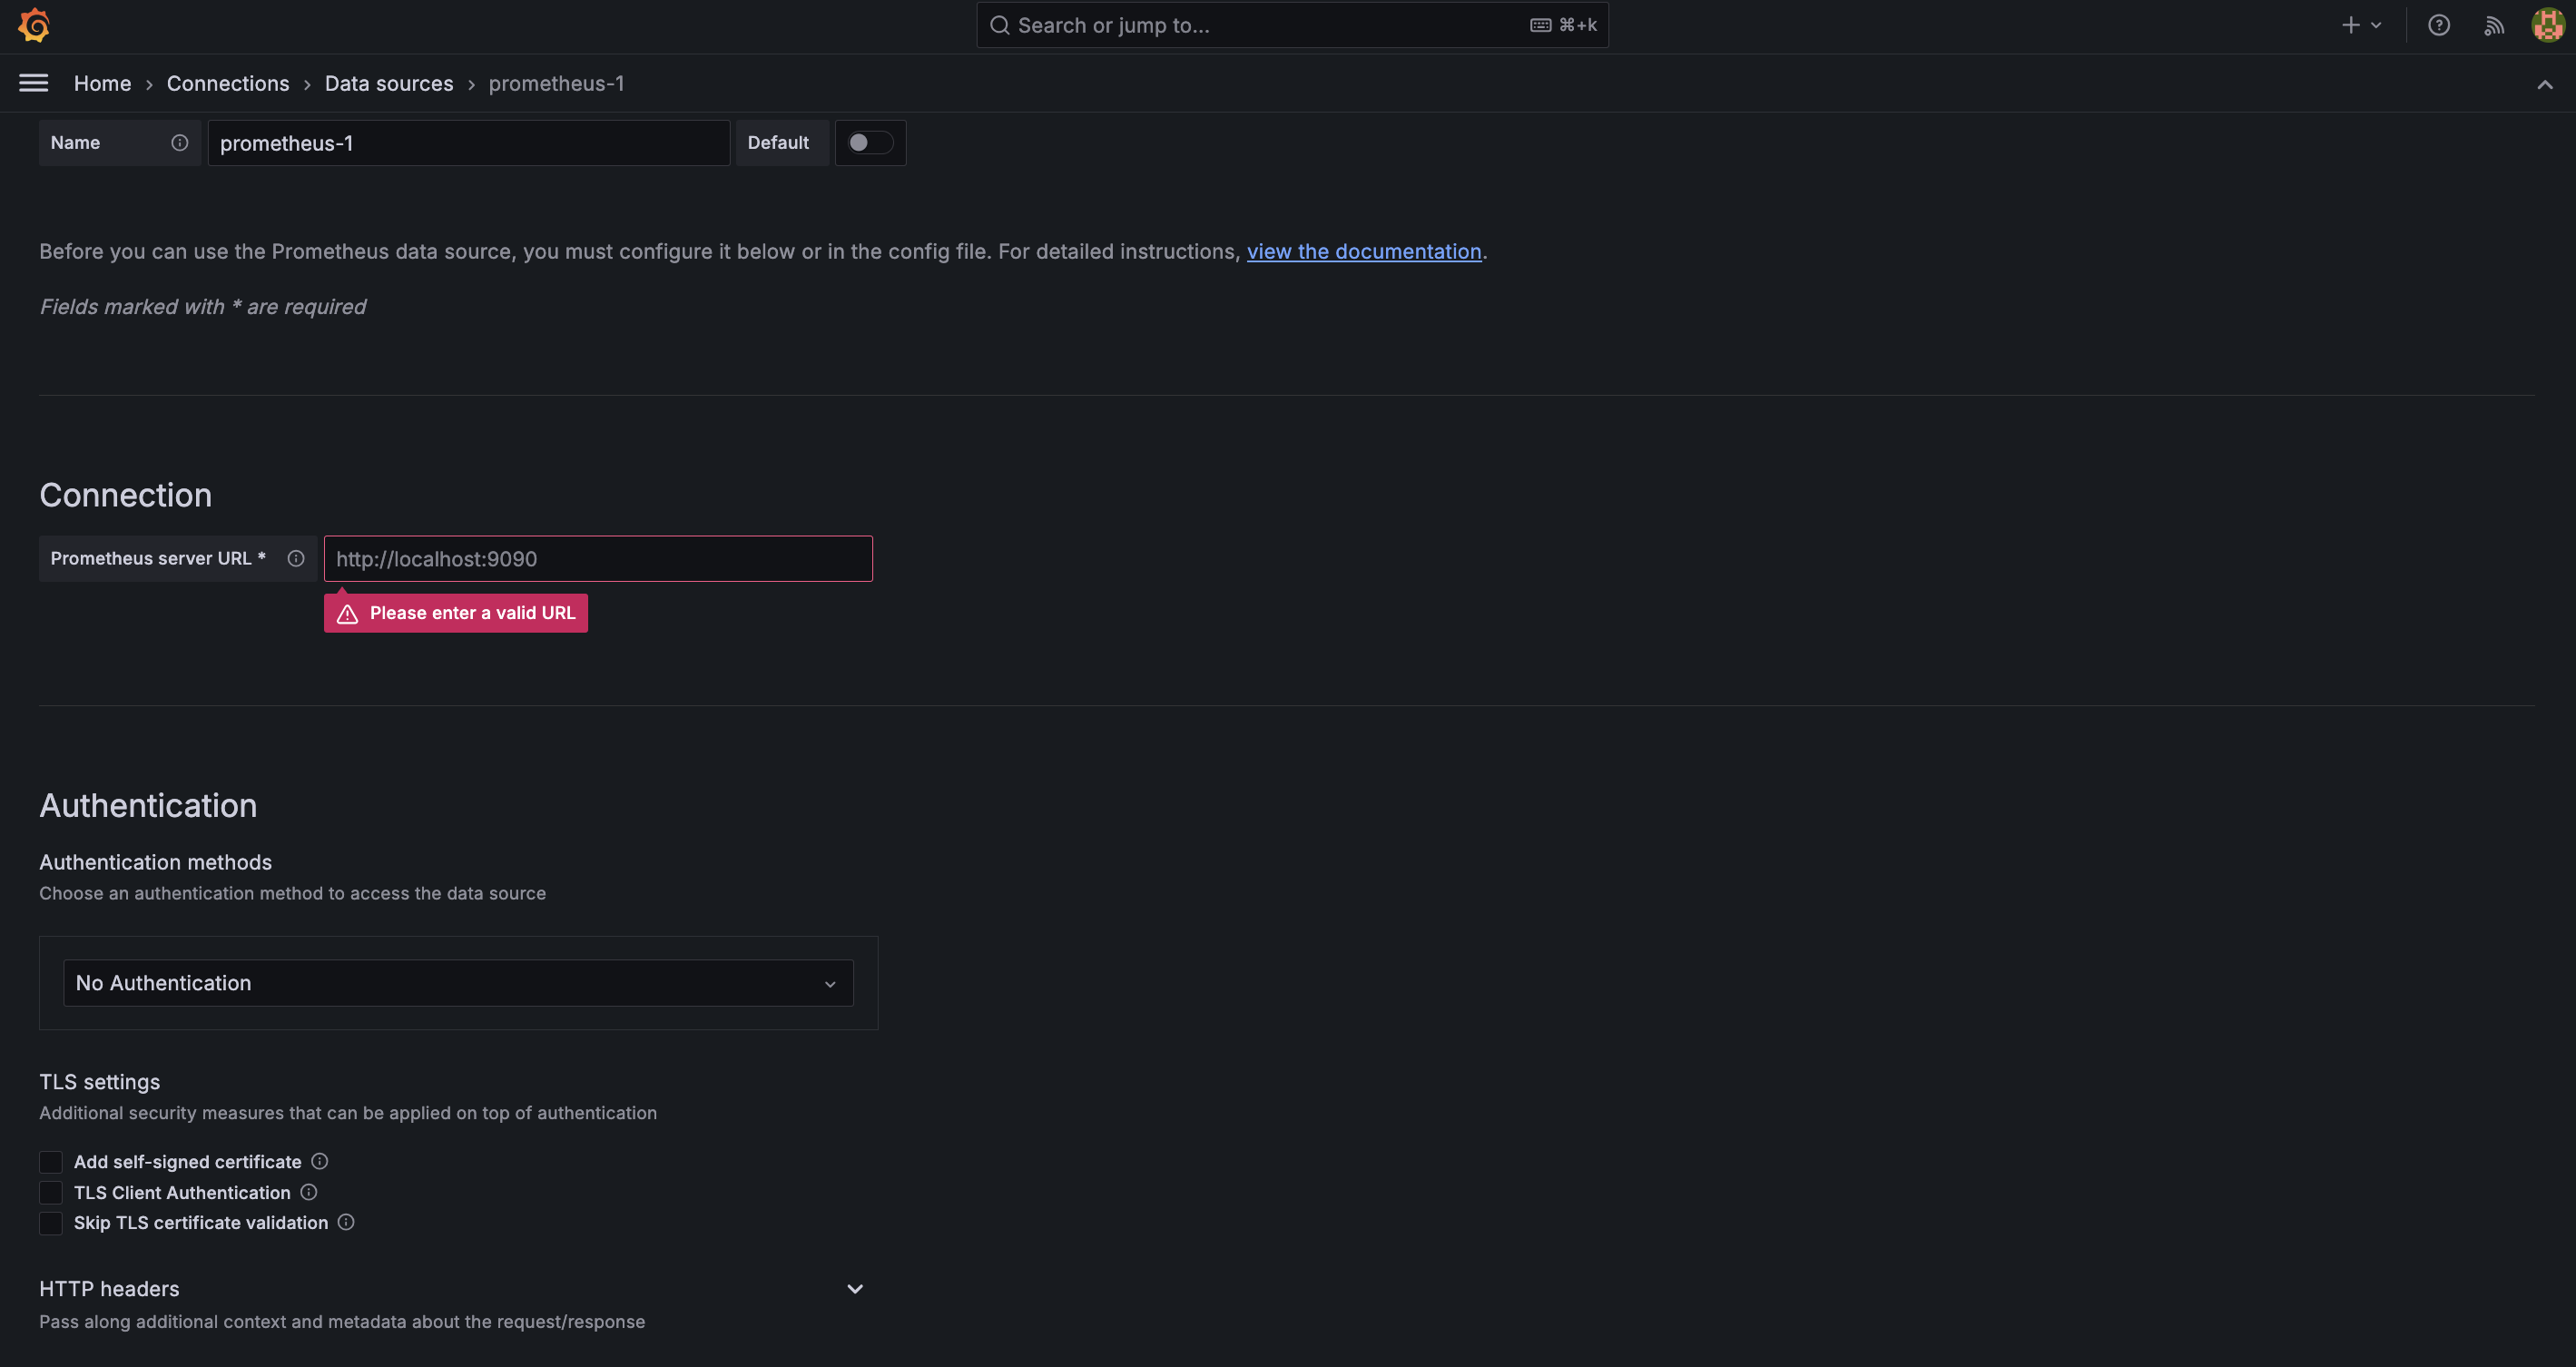 Search or jump to... ⌘+k
Home › Connections › Data sources › prometheus-1
Name prometheus-1 Default
Before you can use the Prometheus data source, you must configure it below or in the config file. For detailed instructions, view the documentation.
Fields marked with * are required
Connection
Prometheus server URL * http://localhost:9090
Please enter a valid URL
Authentication
Authentication methods
Choose an authentication method to access the data source
No Authentication
TLS settings
Additional security measures that can be applied on top of authentication
Add self-signed certificate
TLS Client Authentication
Skip TLS certificate validation
HTTP headers
Pass along additional context and metadata about the request/response